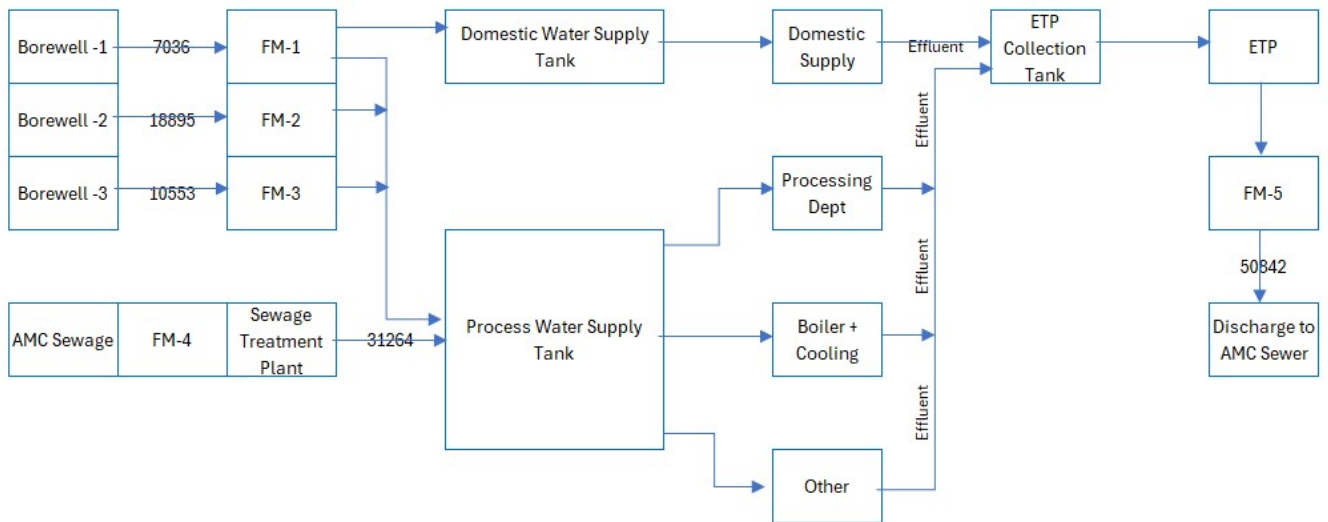 Borewell -1
7036
FM-1
Domestic Water Supply
Tank
Domestic
Supply
Effluent
ETP
Collection
Tank
ETP
Borewell -2
18895
FM-2
Effluent
Borewell -3
10553
FM-3
Processing
Dept
FM-5
Effluent
50842
AMC Sewage
FM-4
Sewage
Treatment
Plant
31264
Process Water Supply
Tank
Boiler +
Cooling
Discharge to
AMC Sewer
Effluent
Other